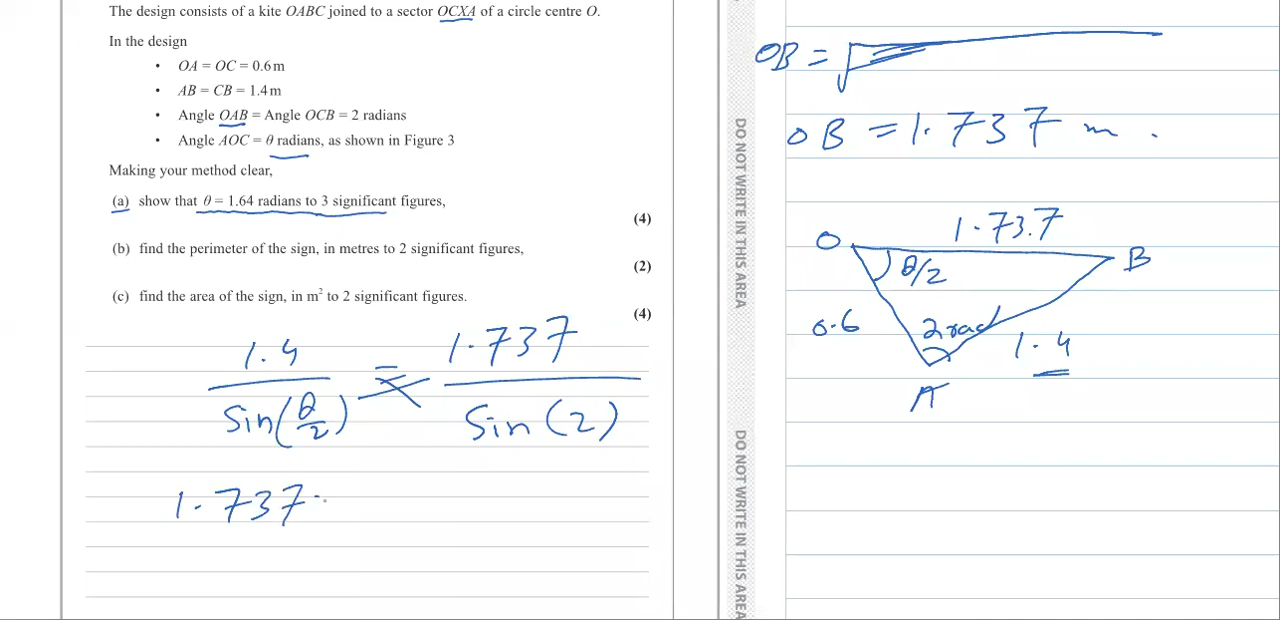 The design consists of a kite OABC joined to a sector OCXA of a circle centre O.
In the design
• OA = OC = 0.6 m
• AB = CB = 1.4 m
• Angle OAB = Angle OCB = 2 radians
• Angle AOC = θ radians, as shown in Figure 3
Making your method clear,
(a) show that θ = 1.64 radians to 3 significant figures,
(4)
(b) find the perimeter of the sign, in metres to 2 significant figures,
(2)
(c) find the area of the sign, in m² to 2 significant figures.
(4)
1.4 / sin(θ/2) = 1.737 / sin(2)
1.737
DO NOT WRITE IN THIS AREA
DO NOT WRITE IN THIS AREA
OB = √
OB = 1.737 m.
O
1.73.7
B
θ/2
0.6
2 rad
1.4
A